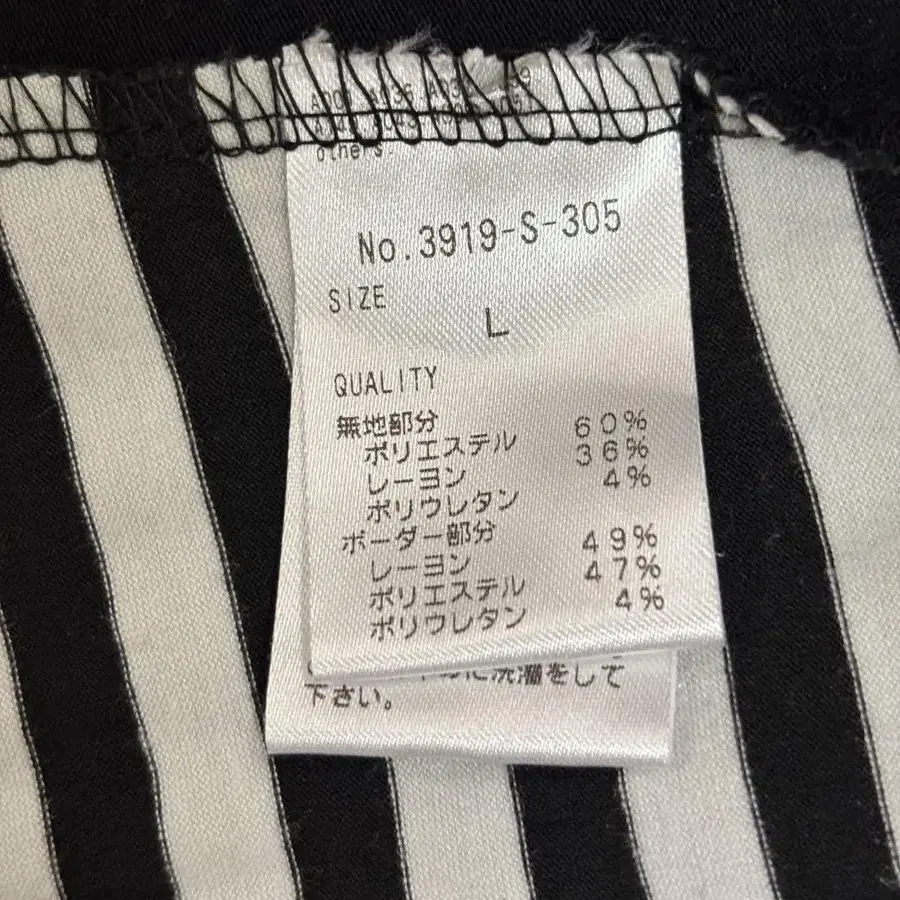 others.
No.3919-S-305
SIZE
L
QUALITY
無地部分
ポリエステル 60%
レーヨン 36%
ポリウレタン 4%
ボーダー部分
レーヨン 49%
ポリエステル 47%
ポリウレタン 4%
に洗濯をして
下さい。